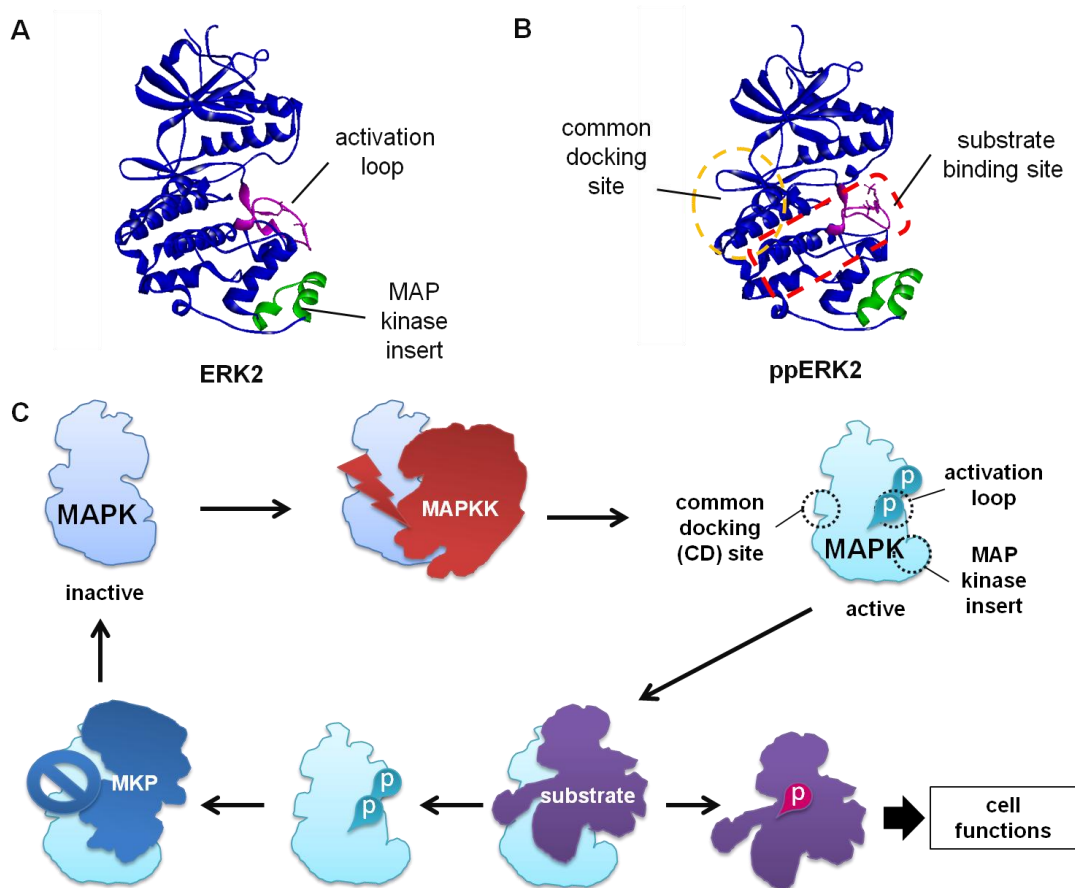 A
activation
loop
MAP
kinase
insert
ERK2
B
common
docking
site
substrate
binding site
ppERK2
C
MAPK
inactive
MAPKK
common
docking
(CD) site
p
p
MAPK
active
activation
loop
MAP
kinase
insert
MKP
p
p
substrate
p
cell
functions